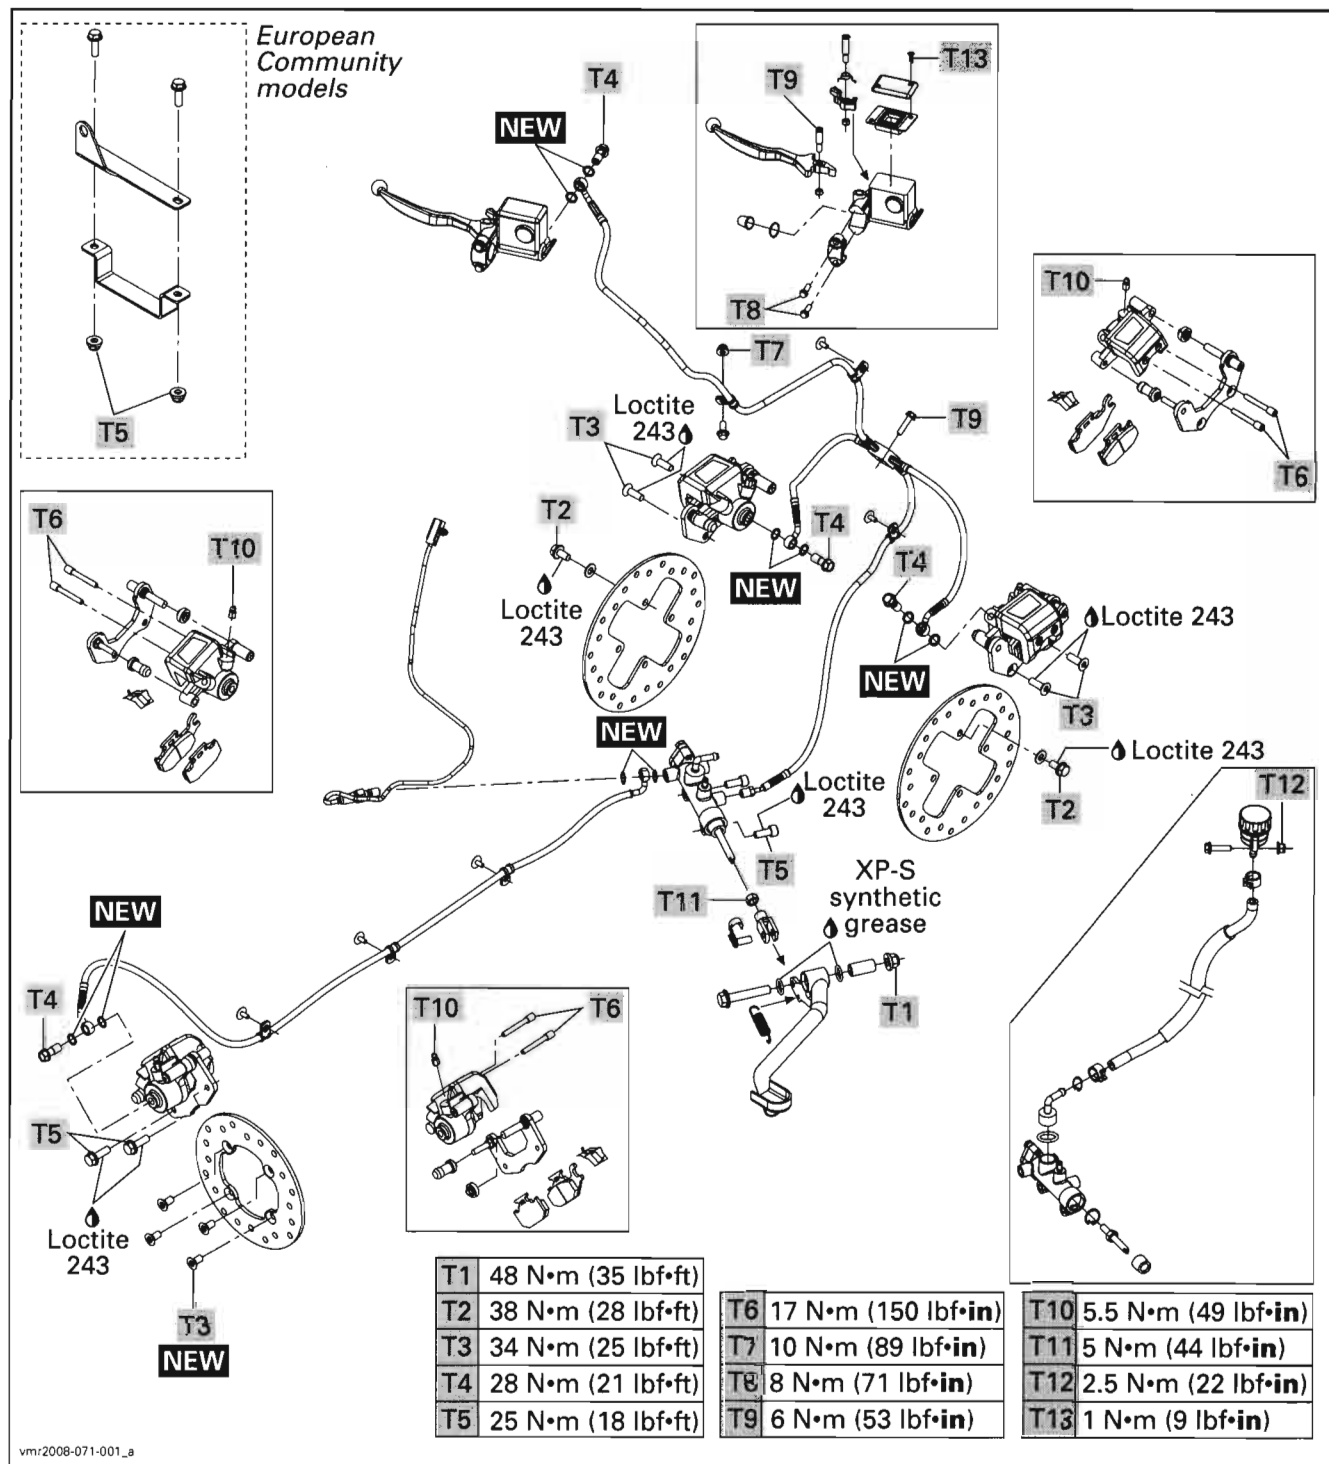 European
Community
models
T4
NEW
T9
T13
T8
T10
T6
T5
T7
Loctite
243
T3
T9
T2
Loctite
243
T4
NEW
T4
NEW
Loctite 243
T3
Loctite 243
T2
T6
T10
NEW
Loctite
243
T5
T11
XP-S
synthetic
grease
T1
T12
NEW
T4
T5
Loctite
243
T3
NEW
T10
T6
T1 48 N•m (35 lbf•ft)
T2 38 N•m (28 lbf•ft)
T3 34 N•m (25 lbf•ft)
T4 28 N•m (21 lbf•ft)
T5 25 N•m (18 lbf•ft)
T6 17 N•m (150 lbf•in)
T7 10 N•m (89 lbf•in)
T8 8 N•m (71 lbf•in)
T9 6 N•m (53 lbf•in)
T10 5.5 N•m (49 lbf•in)
T11 5 N•m (44 lbf•in)
T12 2.5 N•m (22 lbf•in)
T13 1 N•m (9 lbf•in)
vmr2008-071-001_a